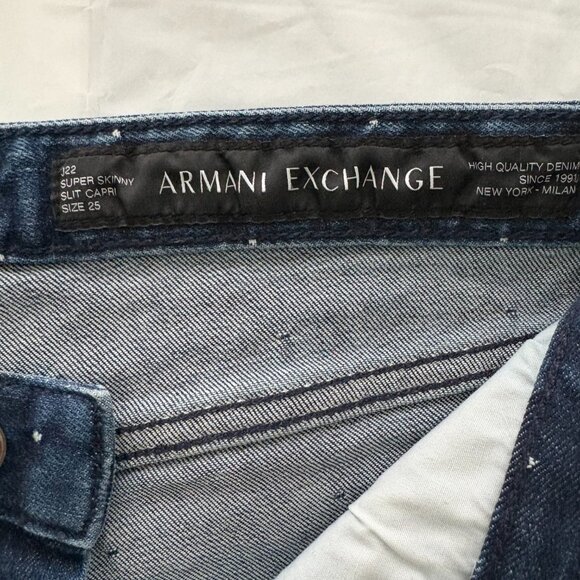 J22
SUPER SKINNY
SLIT CAPRI
SIZE 25
ARMANI EXCHANGE
HIGH QUALITY DENIM
SINCE 1991
NEW YORK - MILAN